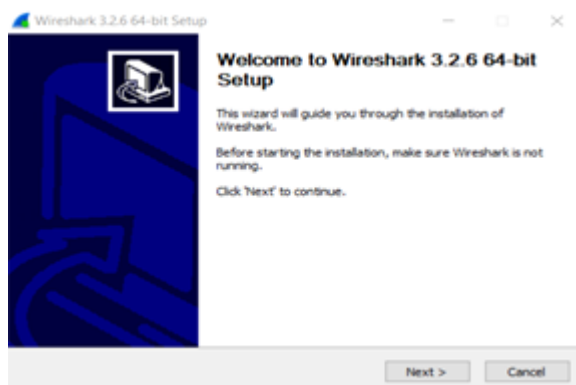 Wireshark 3.2.6 64-bit Setup
Welcome to Wireshark 3.2.6 64-bit
Setup
This wizard will guide you through the installation of
Wireshark.
Before starting the installation, make sure Wireshark is not
running.
Click 'Next' to continue.
Next >
Cancel